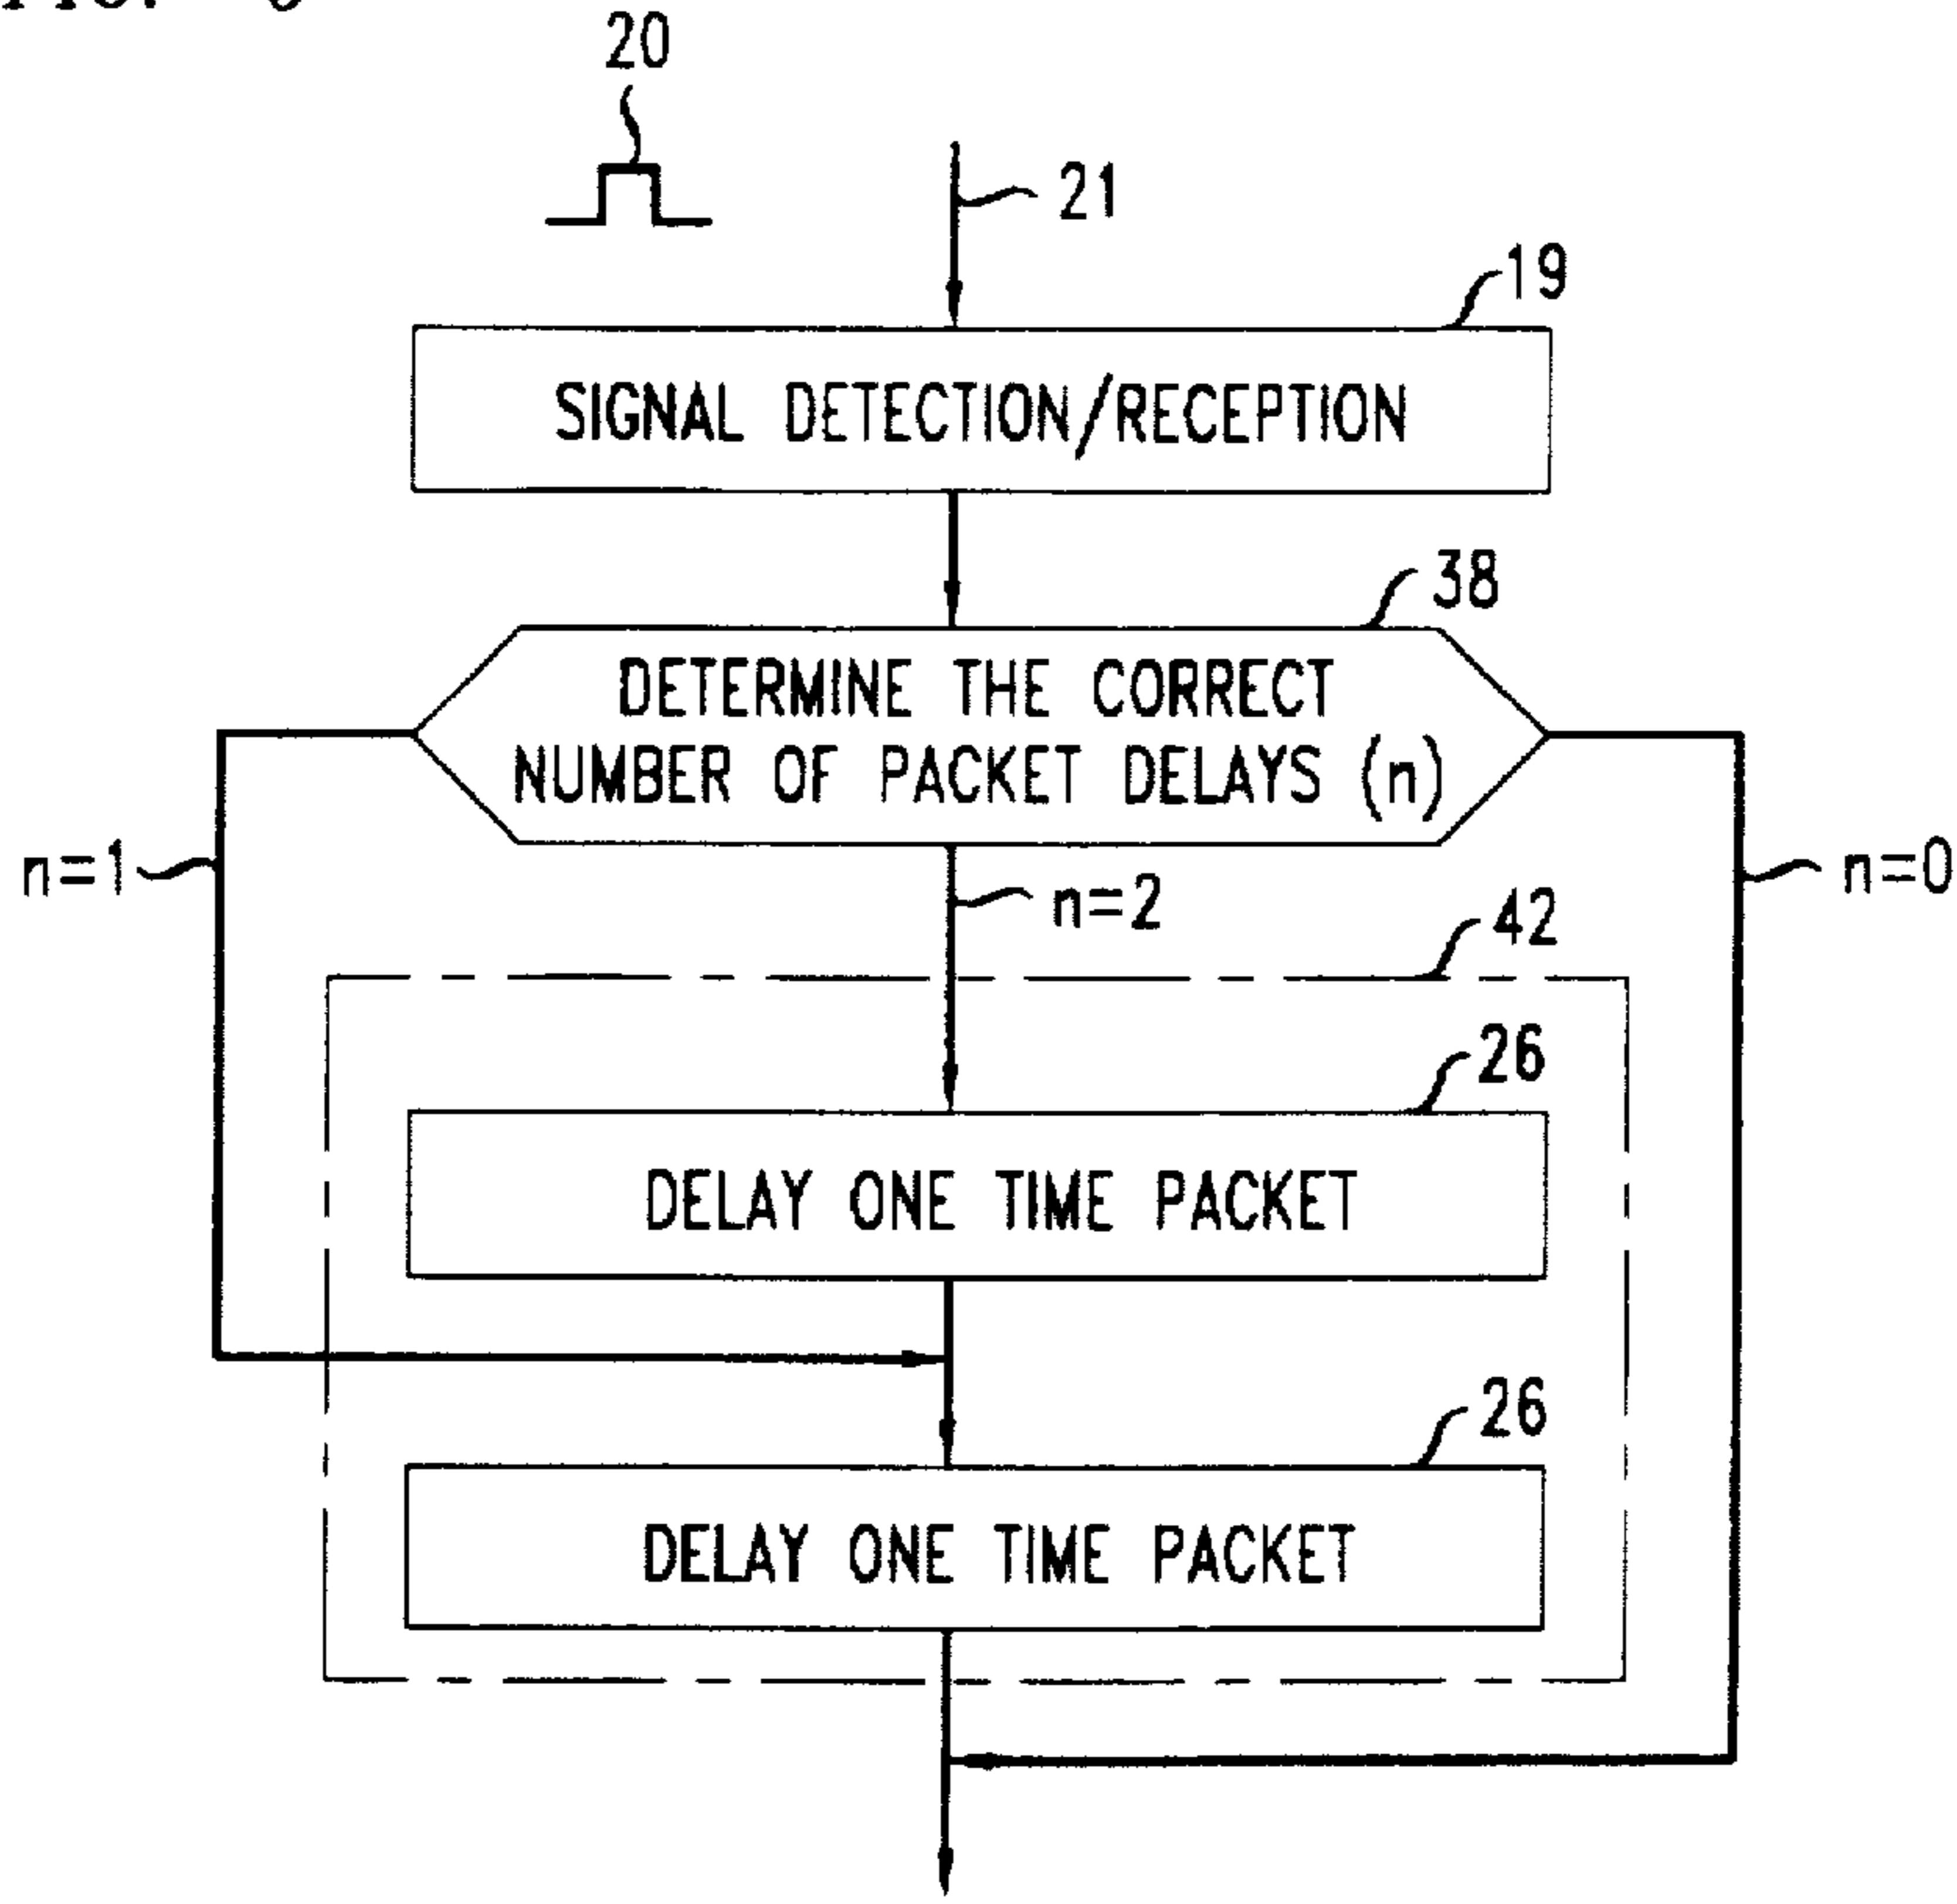 20
21
19
SIGNAL DETECTION/RECEPTION
38
DETERMINE THE CORRECT
NUMBER OF PACKET DELAYS (n)
n=1
n=2
n=0
42
26
DELAY ONE TIME PACKET
26
DELAY ONE TIME PACKET